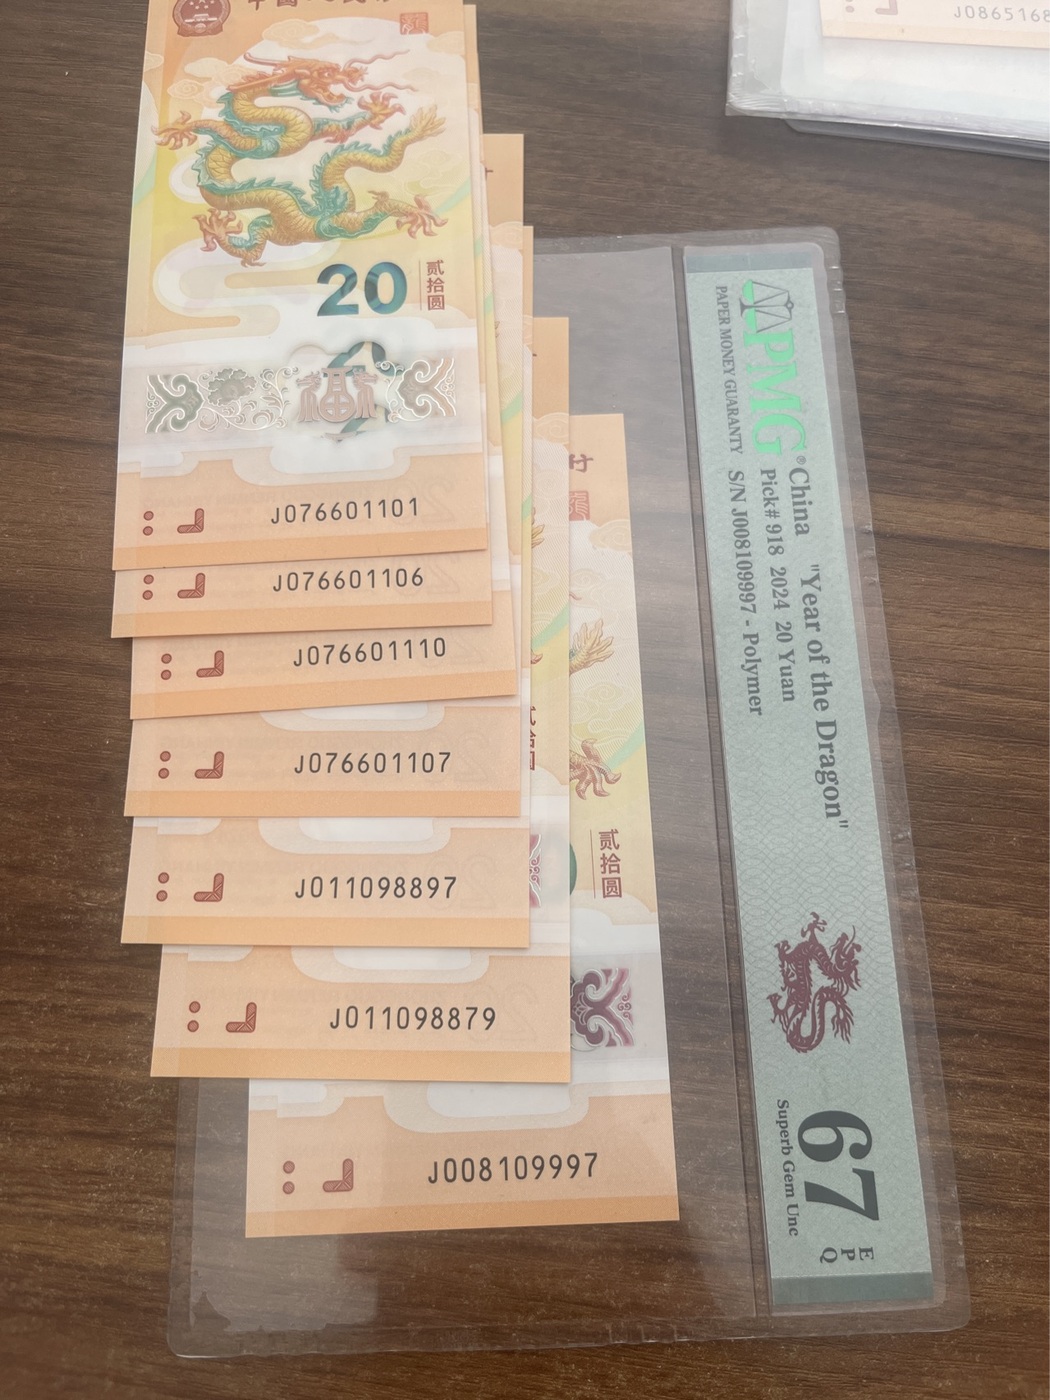 J0865168
20
贰拾圆
福
J076601101
J076601106
J076601110
J076601107
J011098897
J011098879
贰拾圆
J008109997
PMG®
PAPER MONEY GUARANTY
China "Year of the Dragon"
Pick# 918 2024 20 Yuan
S/N J008109997 - Polymer
67
EPQ
Superb Gem Unc